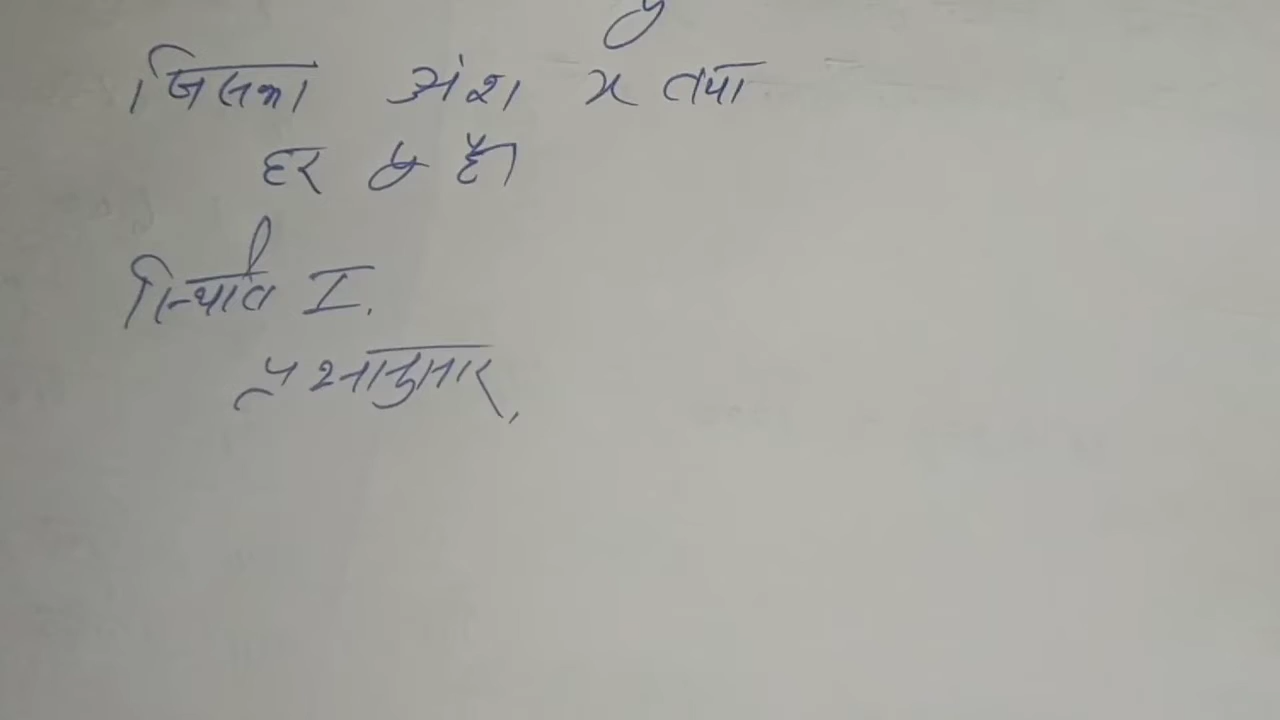 y
जिसका अंश x तथा
हर y है।
स्थिति I.
प्रश्नानुसार,